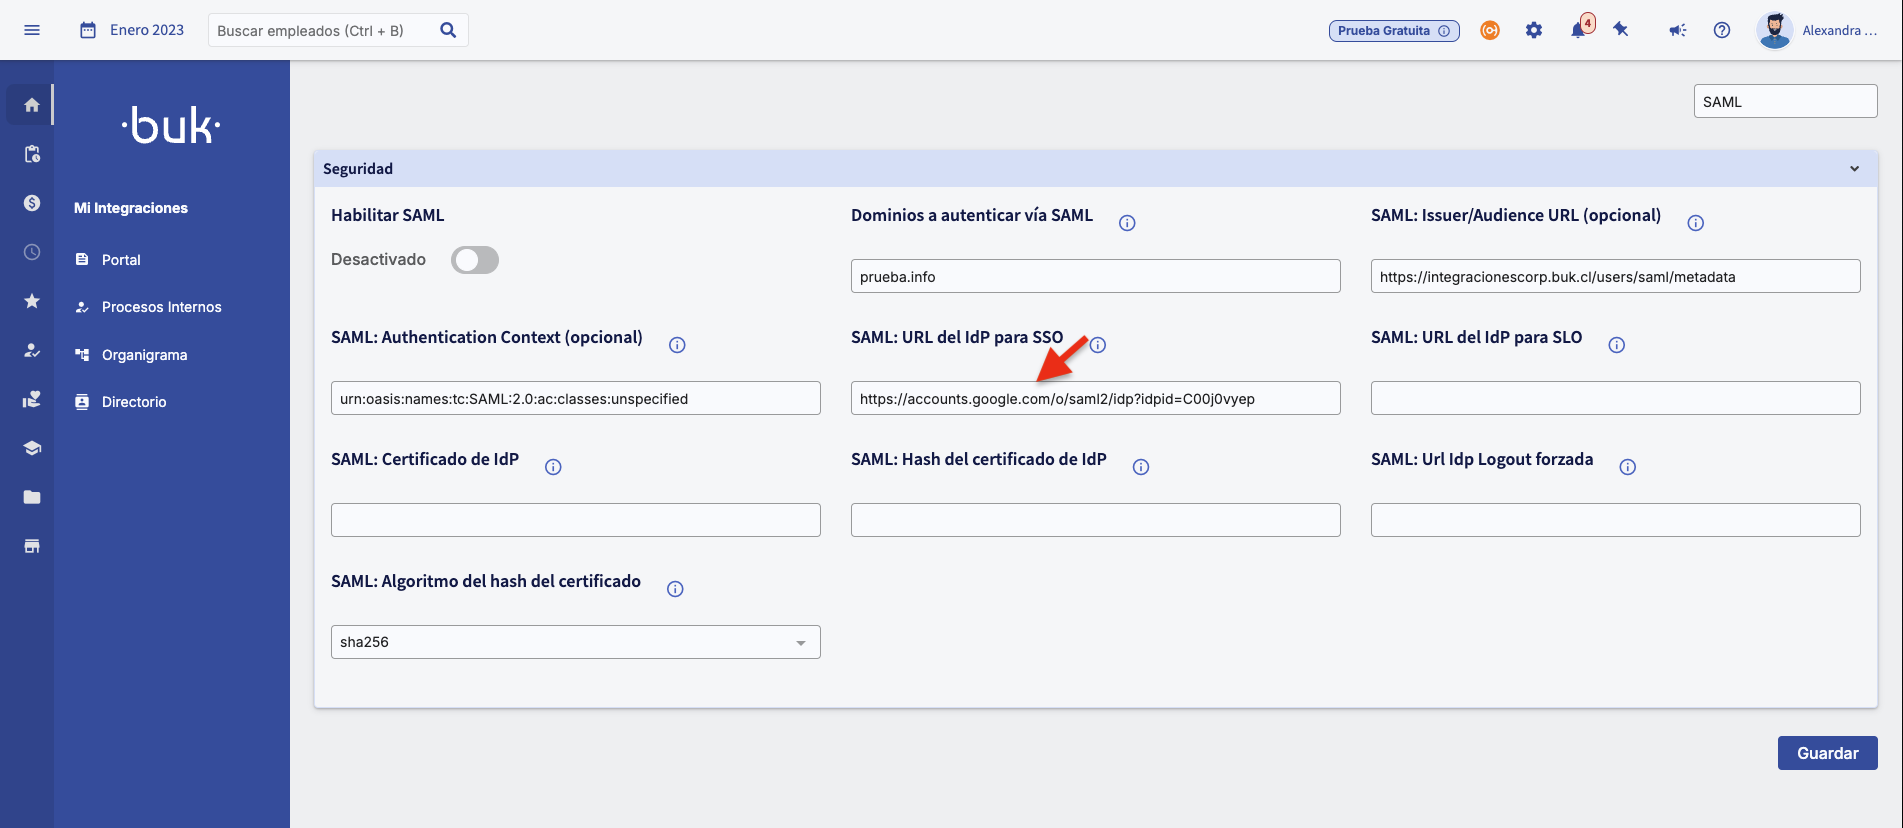 Enero 2023
Buscar empleados (Ctrl + B)
Prueba Gratuita
4
Alexandra ...
·buk·
Mi Integraciones
Portal
Procesos Internos
Organigrama
Directorio
SAML
Seguridad
Habilitar SAML
Desactivado
Dominios a autenticar vía SAML
prueba.info
SAML: Issuer/Audience URL (opcional)
https://integracionescorp.buk.cl/users/saml/metadata
SAML: Authentication Context (opcional)
urn:oasis:names:tc:SAML:2.0:ac:classes:unspecified
SAML: URL del IdP para SSO
https://accounts.google.com/o/saml2/idp?idpid=C00j0vyep
SAML: URL del IdP para SLO
SAML: Certificado de IdP
SAML: Hash del certificado de IdP
SAML: Url Idp Logout forzada
SAML: Algoritmo del hash del certificado
sha256
Guardar